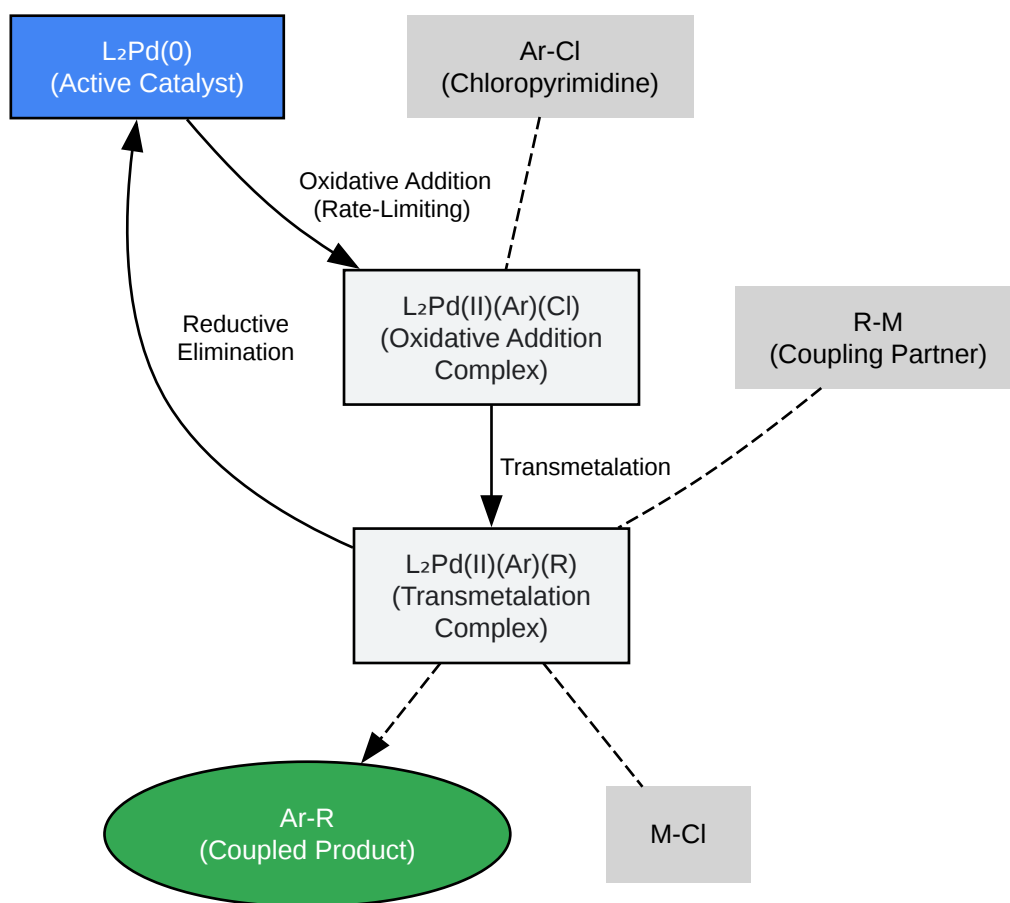 L₂Pd(0)
(Active Catalyst)
Ar-Cl
(Chloropyrimidine)
Oxidative Addition
(Rate-Limiting)
L₂Pd(II)(Ar)(Cl)
(Oxidative Addition
Complex)
R-M
(Coupling Partner)
Reductive
Elimination
Transmetalation
L₂Pd(II)(Ar)(R)
(Transmetalation
Complex)
Ar-R
(Coupled Product)
M-Cl